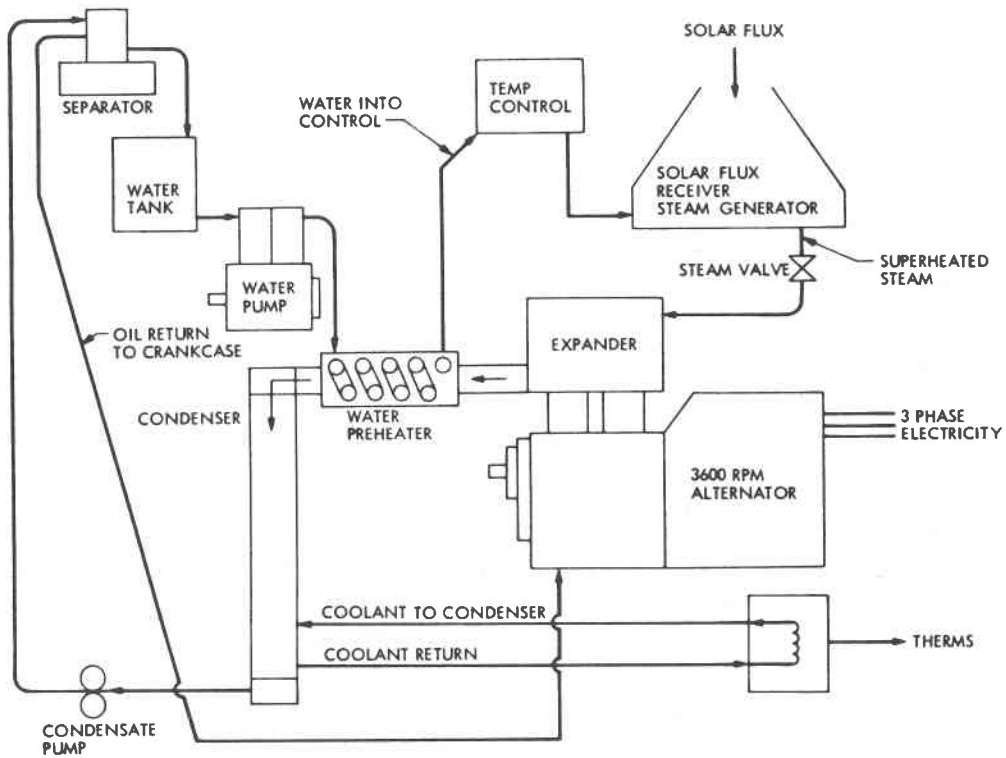 SOLAR FLUX
SEPARATOR
TEMP
CONTROL
WATER INTO
CONTROL
WATER
TANK
SOLAR FLUX
RECEIVER
STEAM GENERATOR
WATER
PUMP
STEAM VALVE
SUPERHEATED
STEAM
OIL RETURN
TO CRANKCASE
EXPANDER
CONDENSER
WATER
PREHEATER
3 PHASE
ELECTRICITY
3600 RPM
ALTERNATOR
COOLANT TO CONDENSER
COOLANT RETURN
THERMS
CONDENSATE
PUMP